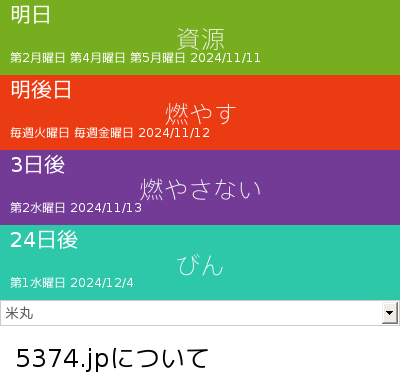 明日
資源
第2月曜日 第4月曜日 第5月曜日 2024/11/11
明後日
燃やす
毎週火曜日 毎週金曜日 2024/11/12
3日後
燃やさない
第2水曜日 2024/11/13
24日後
びん
第1水曜日 2024/12/4
米丸
5374.jpについて